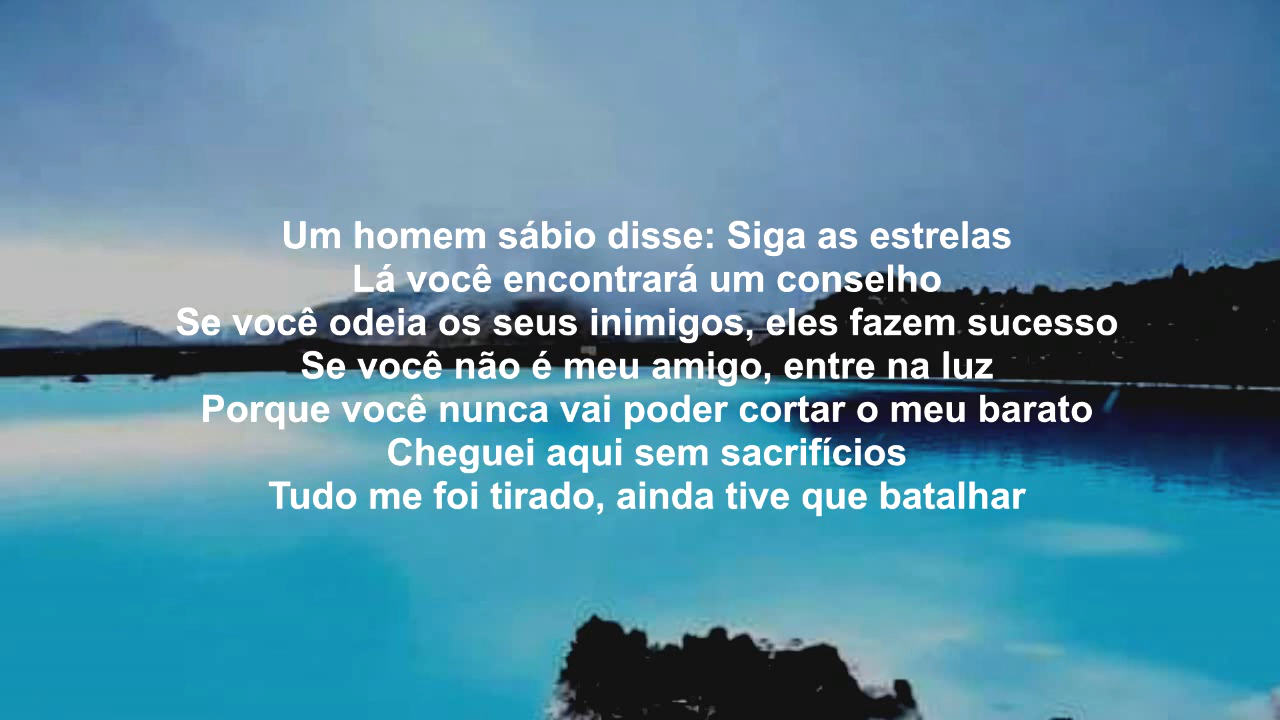 Um homem sábio disse: Siga as estrelas
Lá você encontrará um conselho
Se você odeia os seus inimigos, eles fazem sucesso
Se você não é meu amigo, entre na luz
Porque você nunca vai poder cortar o meu barato
Cheguei aqui sem sacrifícios
Tudo me foi tirado, ainda tive que batalhar